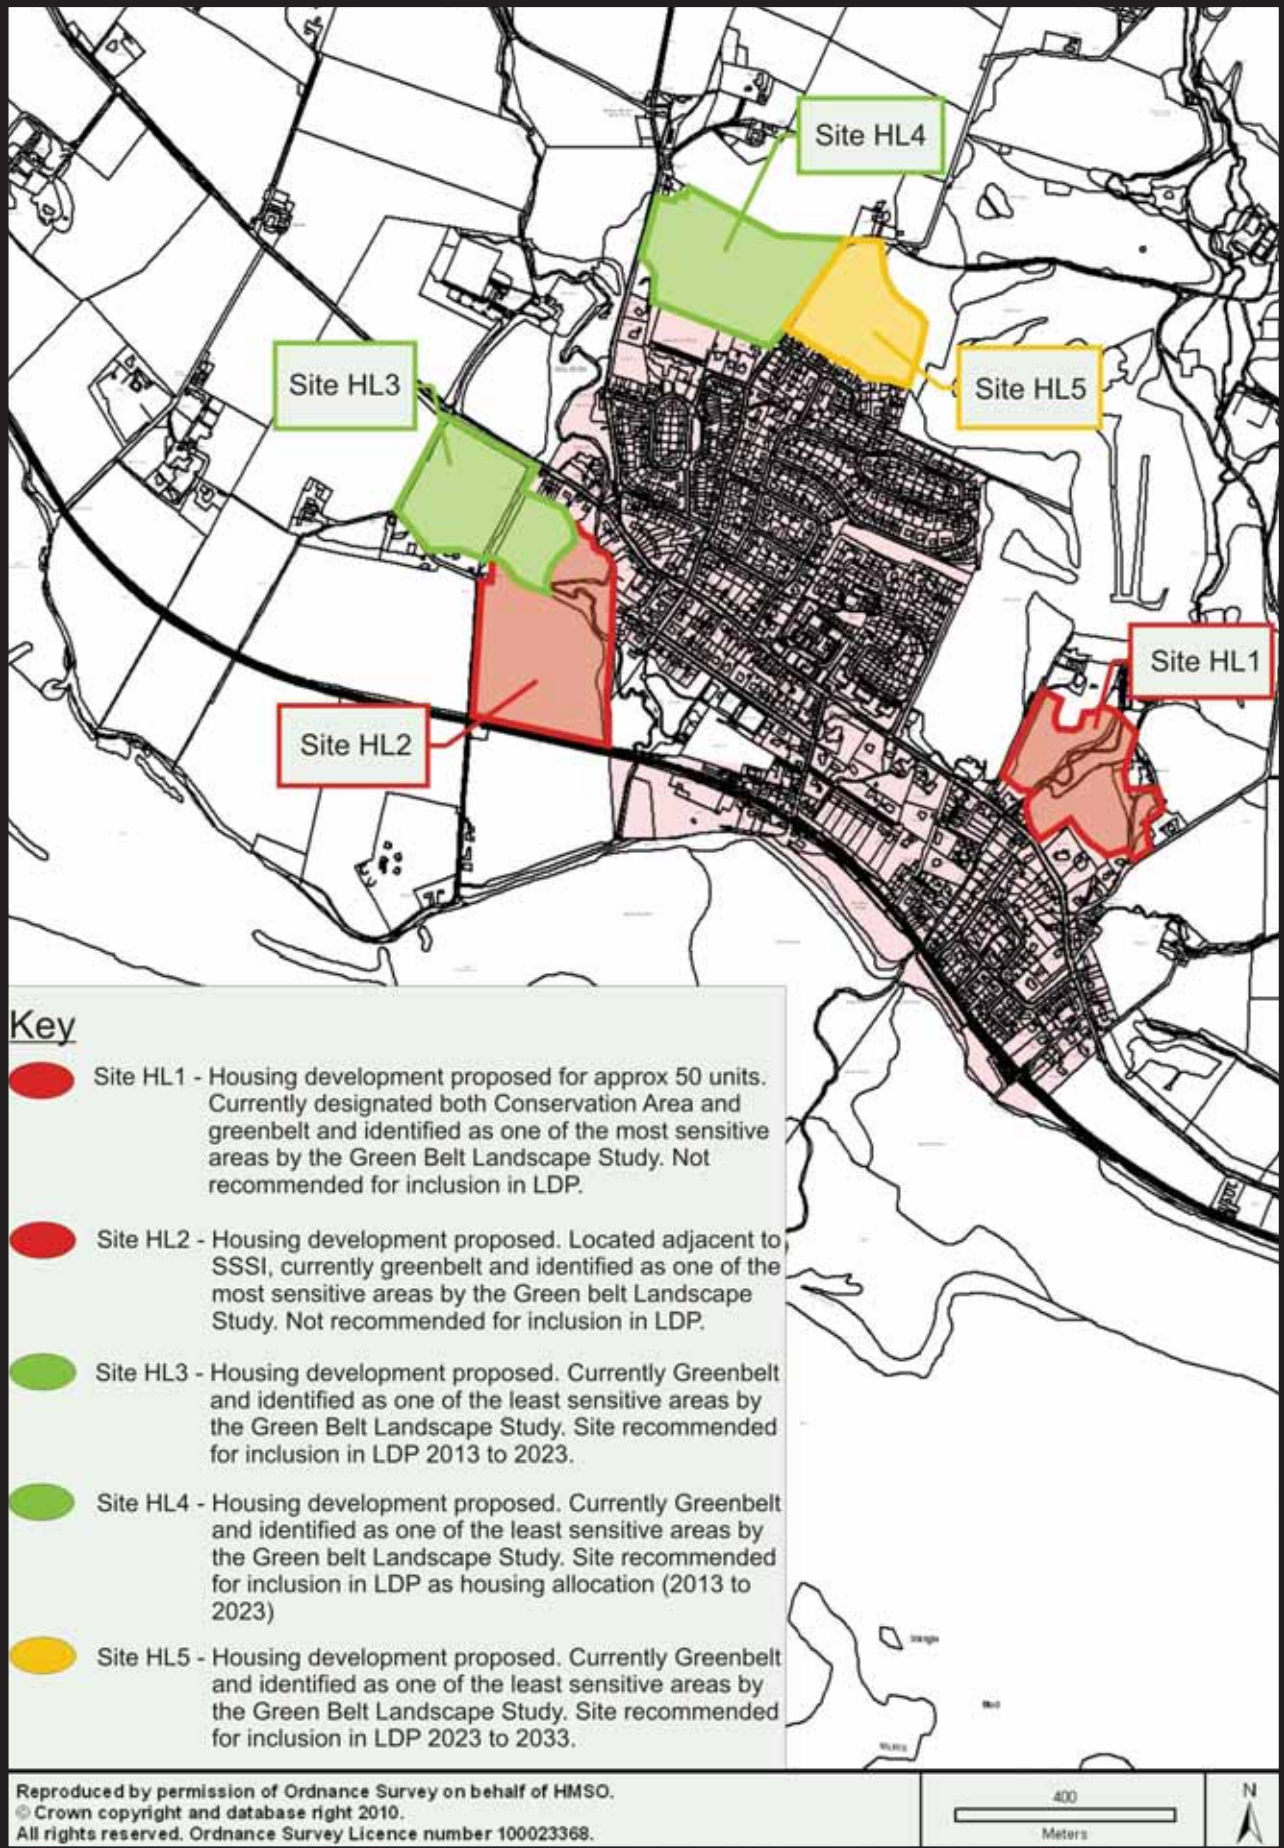 Site HL4
Site HL3
Site HL5
Site HL1
Site HL2
Key
Site HL1 - Housing development proposed for approx 50 units.
Currently designated both Conservation Area and
greenbelt and identified as one of the most sensitive
areas by the Green Belt Landscape Study. Not
recommended for inclusion in LDP.
Site HL2 - Housing development proposed. Located adjacent to
SSSI, currently greenbelt and identified as one of the
most sensitive areas by the Green belt Landscape
Study. Not recommended for inclusion in LDP.
Site HL3 - Housing development proposed. Currently Greenbelt
and identified as one of the least sensitive areas by
the Green Belt Landscape Study. Site recommended
for inclusion in LDP 2013 to 2023.
Site HL4 - Housing development proposed. Currently Greenbelt
and identified as one of the least sensitive areas by
the Green belt Landscape Study. Site recommended
for inclusion in LDP as housing allocation (2013 to
2023)
Site HL5 - Housing development proposed. Currently Greenbelt
and identified as one of the least sensitive areas by
the Green Belt Landscape Study. Site recommended
for inclusion in LDP 2023 to 2033.
Shingle
Mud
Reproduced by permission of Ordnance Survey on behalf of HMSO.
© Crown copyright and database right 2010.
All rights reserved. Ordnance Survey Licence number 100023368.
400
Meters
N